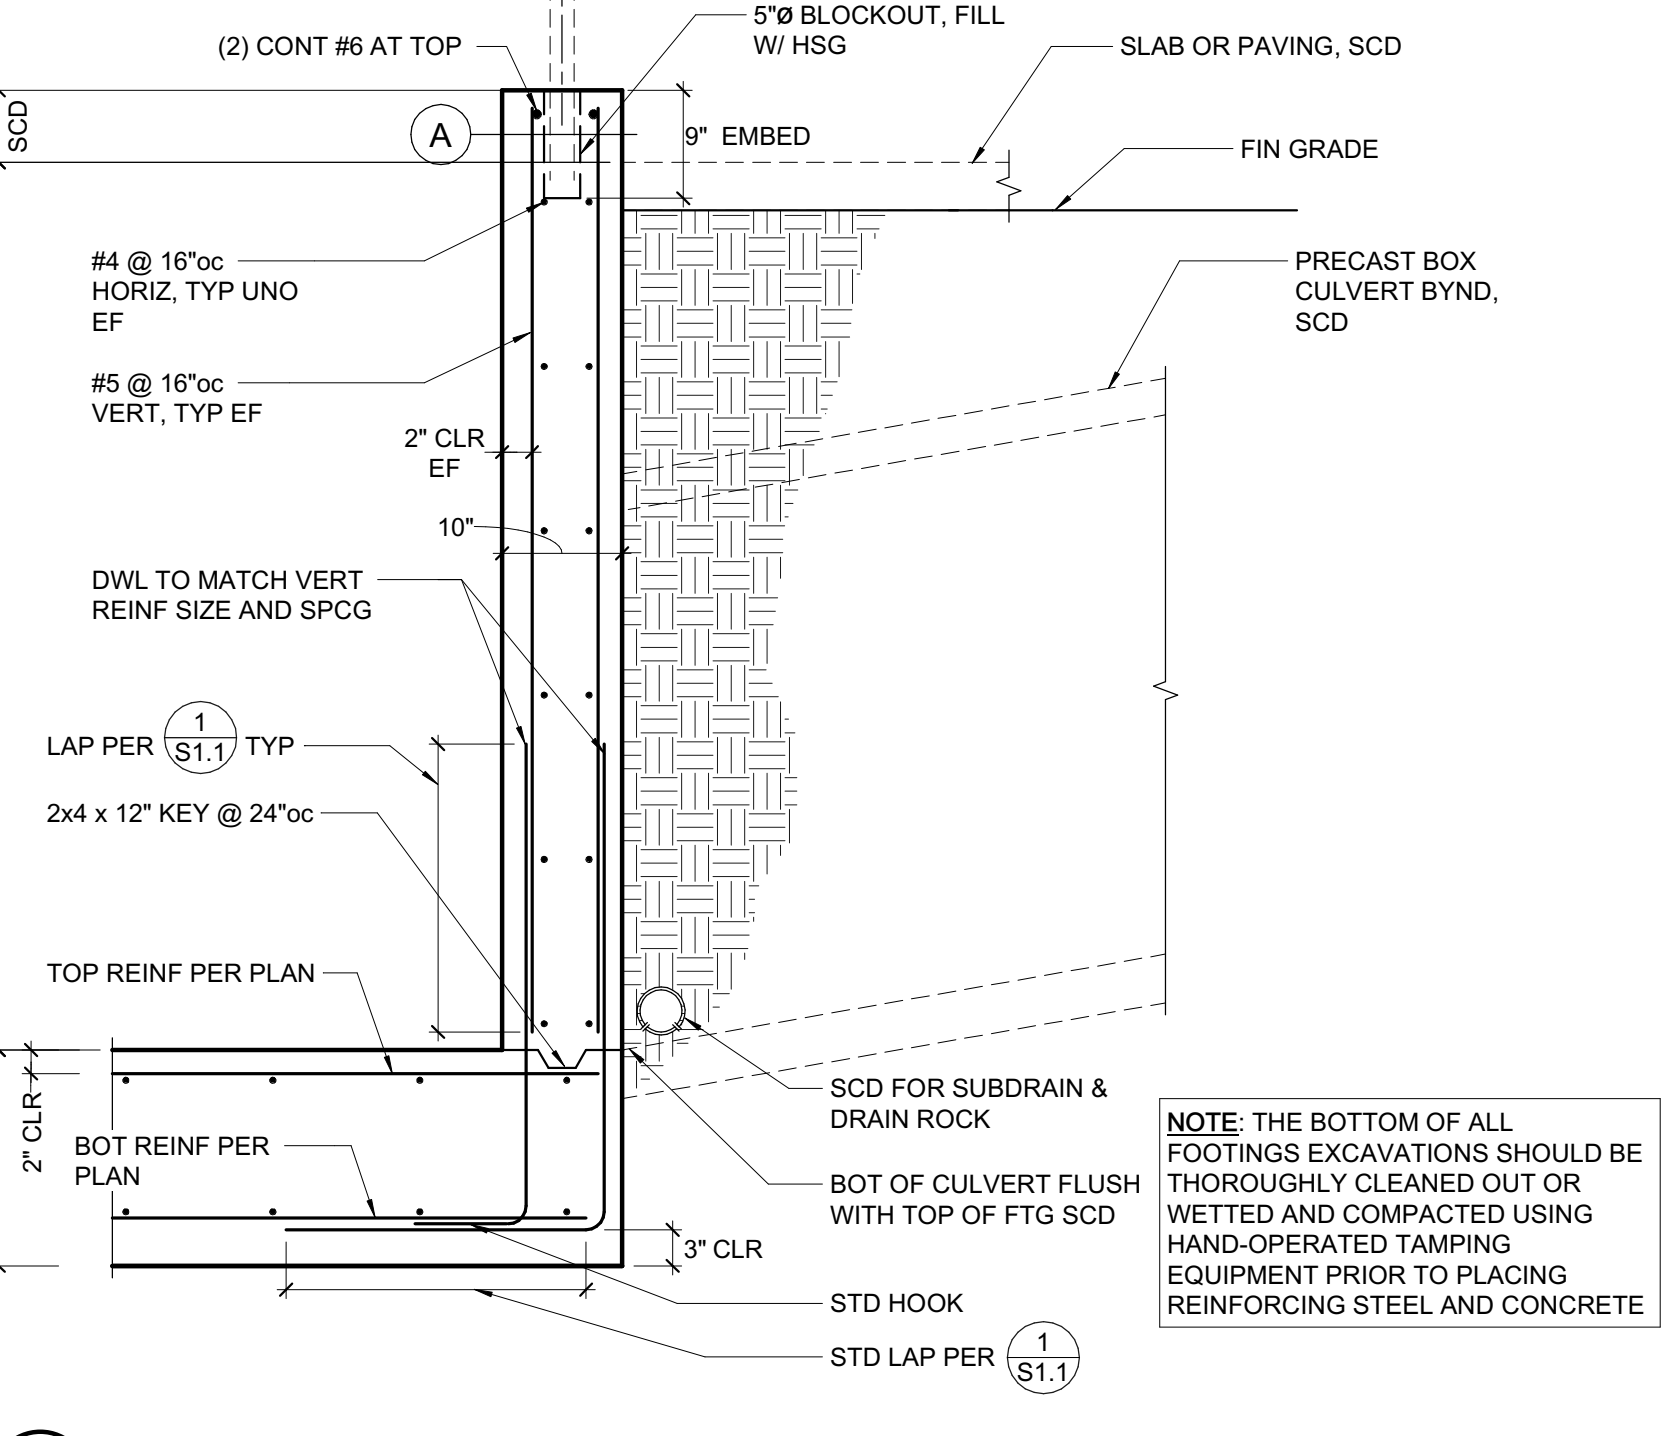 5"Ø BLOCKOUT, FILL
W/ HSG
(2) CONT #6 AT TOP
SLAB OR PAVING, SCD
SCD
A
9" EMBED
FIN GRADE
#4 @ 16"oc
HORIZ, TYP UNO
EF
PRECAST BOX
CULVERT BYND,
SCD
#5 @ 16"oc
VERT, TYP EF
2" CLR
EF
10"
DWL TO MATCH VERT
REINF SIZE AND SPCG
LAP PER 1 TYP
S1.1
2x4 x 12" KEY @ 24"oc
TOP REINF PER PLAN
2" CLR
BOT REINF PER
PLAN
SCD FOR SUBDRAIN &
DRAIN ROCK
BOT OF CULVERT FLUSH
WITH TOP OF FTG SCD
3" CLR
STD HOOK
STD LAP PER 1
S1.1
NOTE: THE BOTTOM OF ALL
FOOTINGS EXCAVATIONS SHOULD BE
THOROUGHLY CLEANED OUT OR
WETTED AND COMPACTED USING
HAND-OPERATED TAMPING
EQUIPMENT PRIOR TO PLACING
REINFORCING STEEL AND CONCRETE